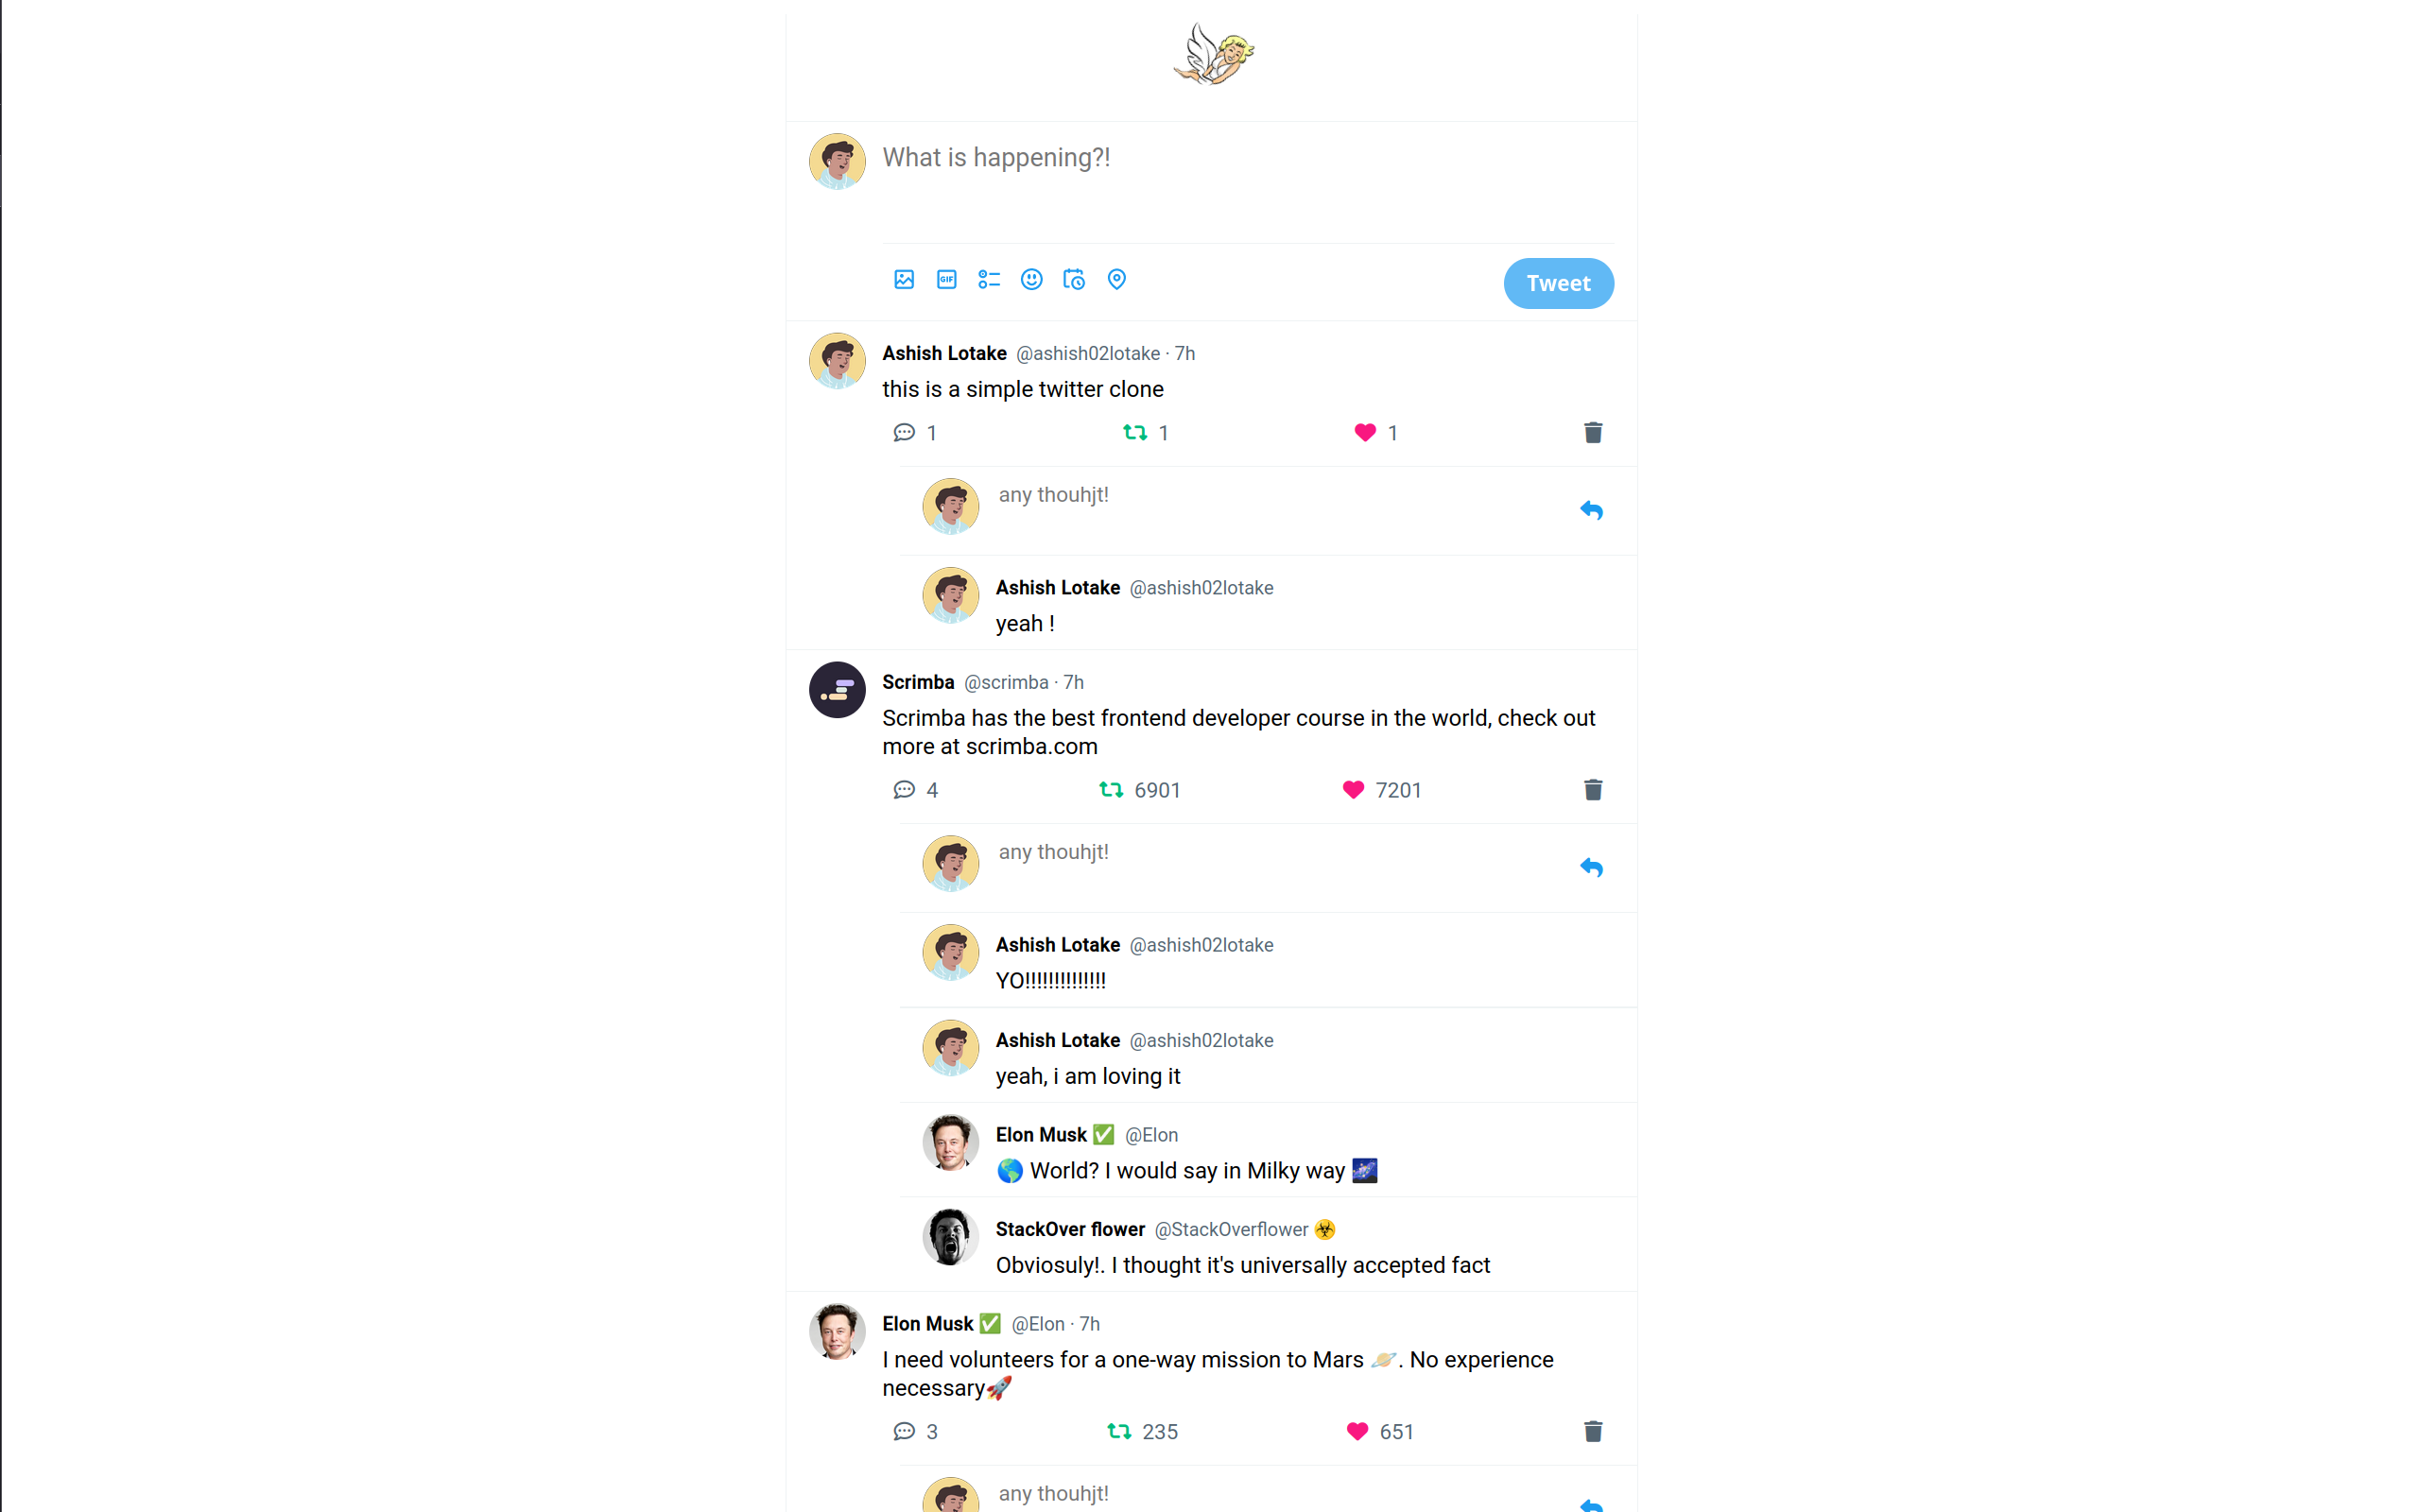 What is happening?!
GIF
Tweet
Ashish Lotake @ashish02lotake · 7h
this is a simple twitter clone
1 1 1
any thouhjt!
Ashish Lotake @ashish02lotake
yeah !
Scrimba @scrimba · 7h
Scrimba has the best frontend developer course in the world, check out
more at scrimba.com
4 6901 7201
any thouhjt!
Ashish Lotake @ashish02lotake
YO!!!!!!!!!!!!!!
Ashish Lotake @ashish02lotake
yeah, i am loving it
Elon Musk ✅ @Elon
🌎 World? I would say in Milky way 🌌
StackOver flower @StackOverflower ☣️
Obviosuly!. I thought it's universally accepted fact
Elon Musk ✅ @Elon · 7h
I need volunteers for a one-way mission to Mars 🪐. No experience
necessary🚀
3 235 651
any thouhjt!